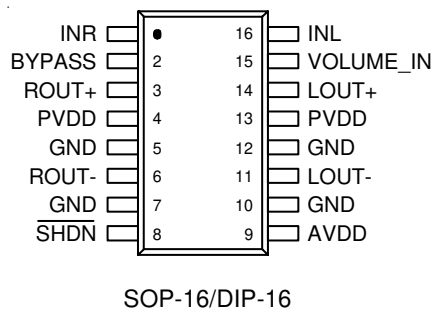 INR 16 INL
BYPASS 2 15 VOLUME_IN
ROUT+ 3 14 LOUT+
PVDD 4 13 PVDD
GND 5 12 GND
ROUT- 6 11 LOUT-
GND 7 10 GND
SHDN 8 9 AVDD
SOP-16/DIP-16